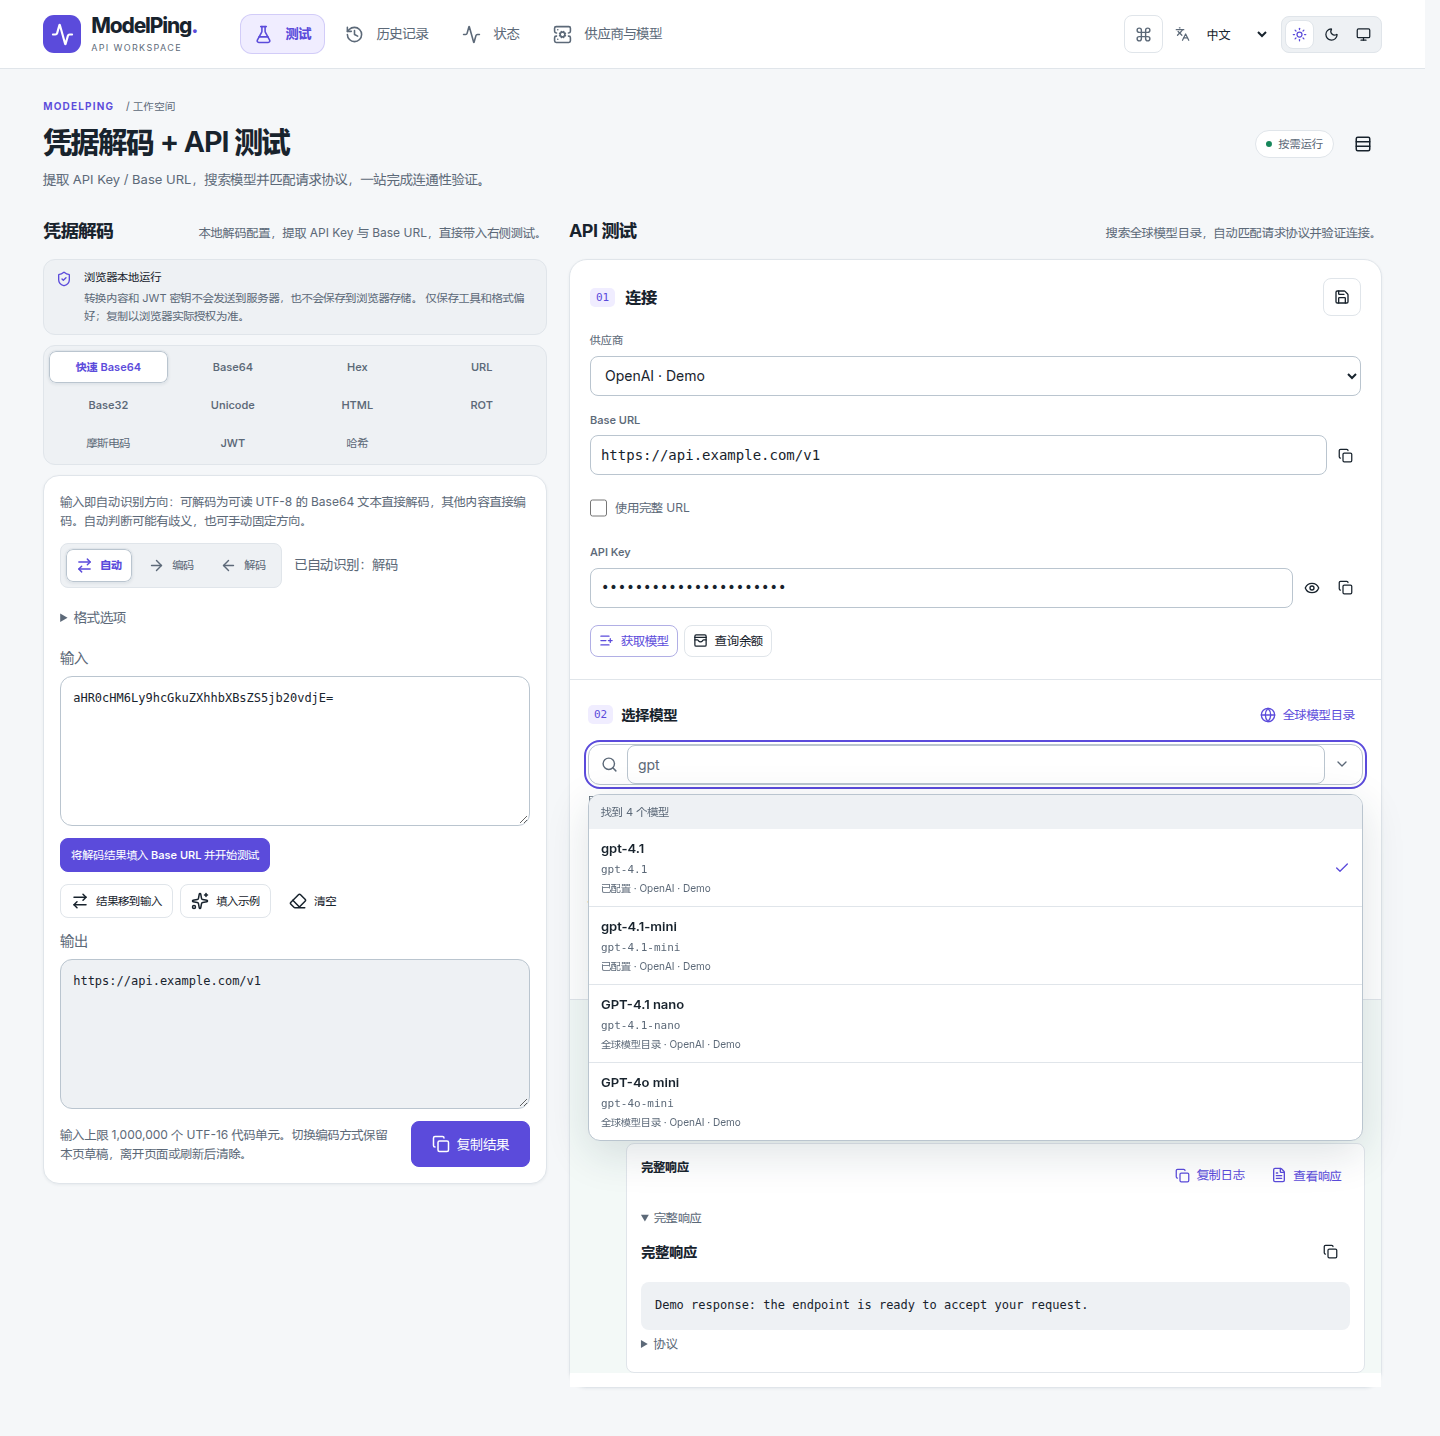 ModelPing.
API WORKSPACE
测试
历史记录
状态
供应商与模型
中文
MODELPING / 工作空间
凭据解码 + API 测试
提取 API Key / Base URL，搜索模型并匹配请求协议，一站完成连通性验证。
按需运行
凭据解码
本地解码配置，提取 API Key 与 Base URL，直接带入右侧测试。
浏览器本地运行
转换内容和 JWT 密钥不会发送到服务器，也不会保存到浏览器存储。 仅保存工具和格式偏
好；复制以浏览器实际授权为准。
快速 Base64
Base64
Hex
URL
Base32
Unicode
HTML
ROT
摩斯电码
JWT
哈希
输入即自动识别方向：可解码为可读 UTF-8 的 Base64 文本直接解码，其他内容直接编
码。自动判断可能有歧义，也可手动固定方向。
自动
编码
解码
已自动识别：解码
格式选项
输入
aHR0cHM6Ly9hcGkuZXhhbXBsZS5jb20vdjE=
将解码结果填入 Base URL 并开始测试
结果移到输入
填入示例
清空
输出
https://api.example.com/v1
输入上限 1,000,000 个 UTF-16 代码单元。切换编码方式保留
本页草稿，离开页面或刷新后清除。
复制结果
API 测试
搜索全球模型目录，自动匹配请求协议并验证连接。
01 连接
供应商
OpenAI · Demo
Base URL
https://api.example.com/v1
使用完整 URL
API Key
••••••••••••••••••••••
获取模型
查询余额
02 选择模型
全球模型目录
gpt
找到 4 个模型
gpt-4.1
gpt-4.1
已配置 · OpenAI · Demo
gpt-4.1-mini
gpt-4.1-mini
已配置 · OpenAI · Demo
GPT-4.1 nano
gpt-4.1-nano
全球模型目录 · OpenAI · Demo
GPT-4o mini
gpt-4o-mini
全球模型目录 · OpenAI · Demo
完整响应
复制日志
查看响应
完整响应
完整响应
Demo response: the endpoint is ready to accept your request.
协议